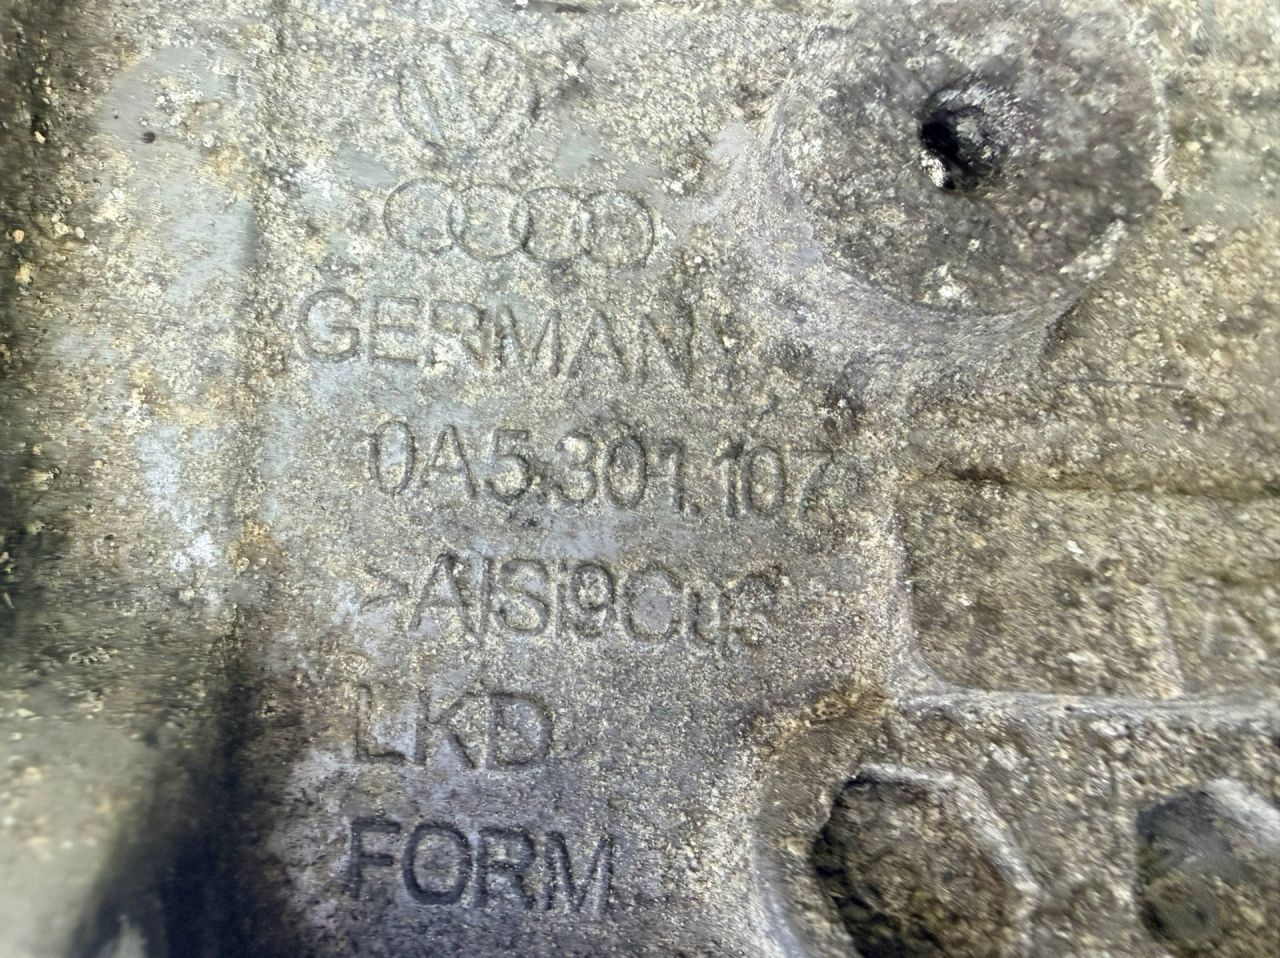 GERMANY
0A5.301.107
>AlSi9Cu3
LKD
FORM